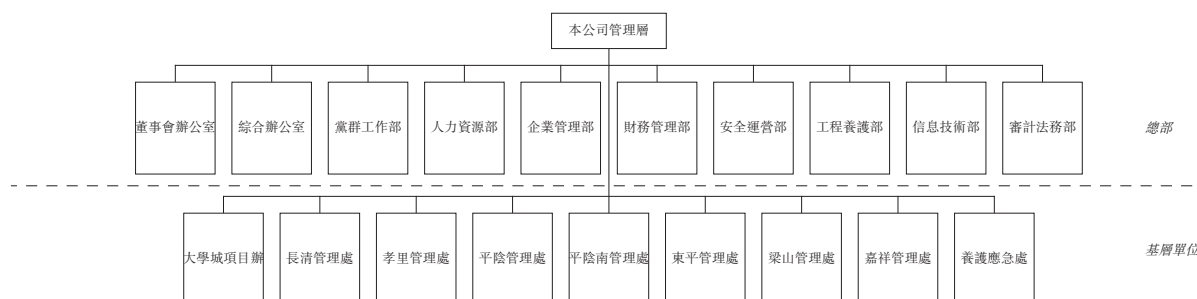 本公司管理層
董事會辦公室
綜合辦公室
黨群工作部
人力資源部
企業管理部
財務管理部
安全運營部
工程養護部
信息技術部
審計法務部
總部
大學城項目辦
長清管理處
孝里管理處
平陰管理處
平陰南管理處
東平管理處
梁山管理處
嘉祥管理處
養護應急處
基層單位